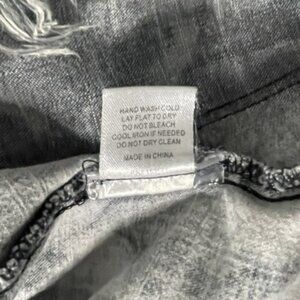 HAND WASH COLD
LAY FLAT TO DRY
DO NOT BLEACH
COOL IRON IF NEEDED
DO NOT DRY CLEAN
MADE IN CHINA